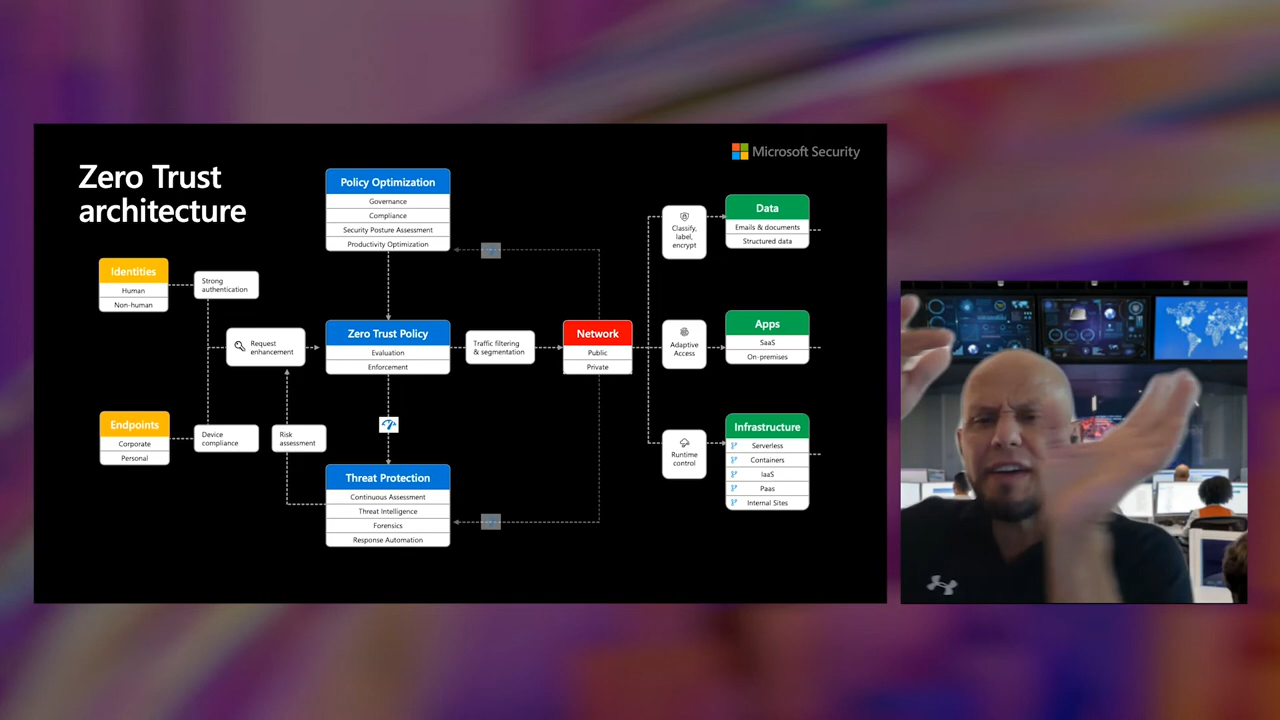 Zero Trust
architecture
Microsoft Security
Policy Optimization
Governance
Compliance
Security Posture Assessment
Productivity Optimization
Identities
Human
Non-human
Strong
authentication
Request
enhancement
Zero Trust Policy
Evaluation
Enforcement
Traffic filtering
& segmentation
Network
Public
Private
Endpoints
Corporate
Personal
Device
compliance
Risk
assessment
Threat Protection
Continuous Assessment
Threat Intelligence
Forensics
Response Automation
Classify,
label,
encrypt
Data
Emails & documents
Structured data
Adaptive
Access
Apps
SaaS
On-premises
Runtime
control
Infrastructure
Serverless
Containers
IaaS
Paas
Internal Sites